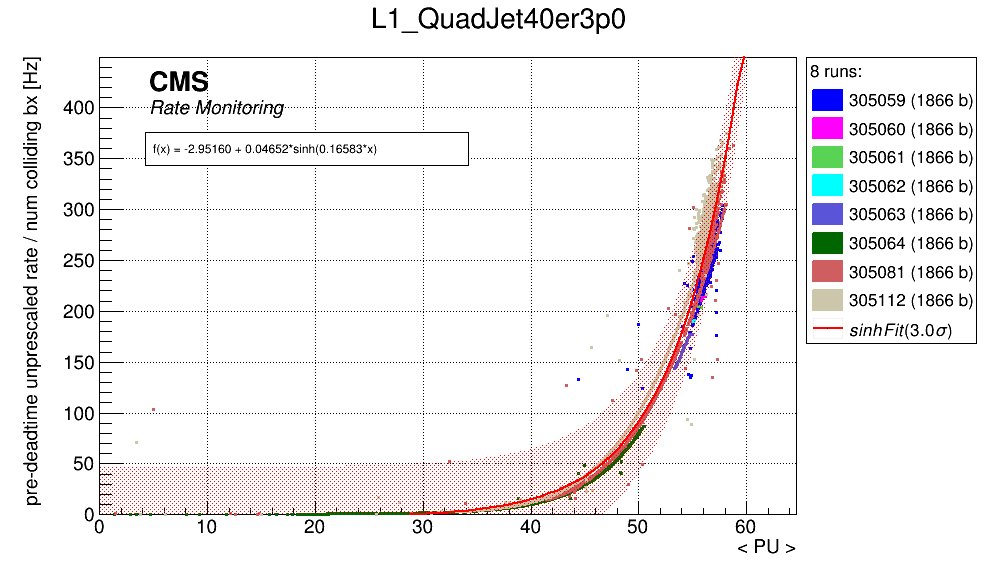 L1_QuadJet40er3p0
pre-deadtime unprescaled rate / num colliding bx [Hz]
CMS
Rate Monitoring
f(x) = -2.95160 + 0.04652*sinh(0.16583*x)
400
350
300
250
200
150
100
50
0
0 10 20 30 40 50 60
< PU >
8 runs:
305059 (1866 b)
305060 (1866 b)
305061 (1866 b)
305062 (1866 b)
305063 (1866 b)
305064 (1866 b)
305081 (1866 b)
305112 (1866 b)
sinhFit(3.0σ)